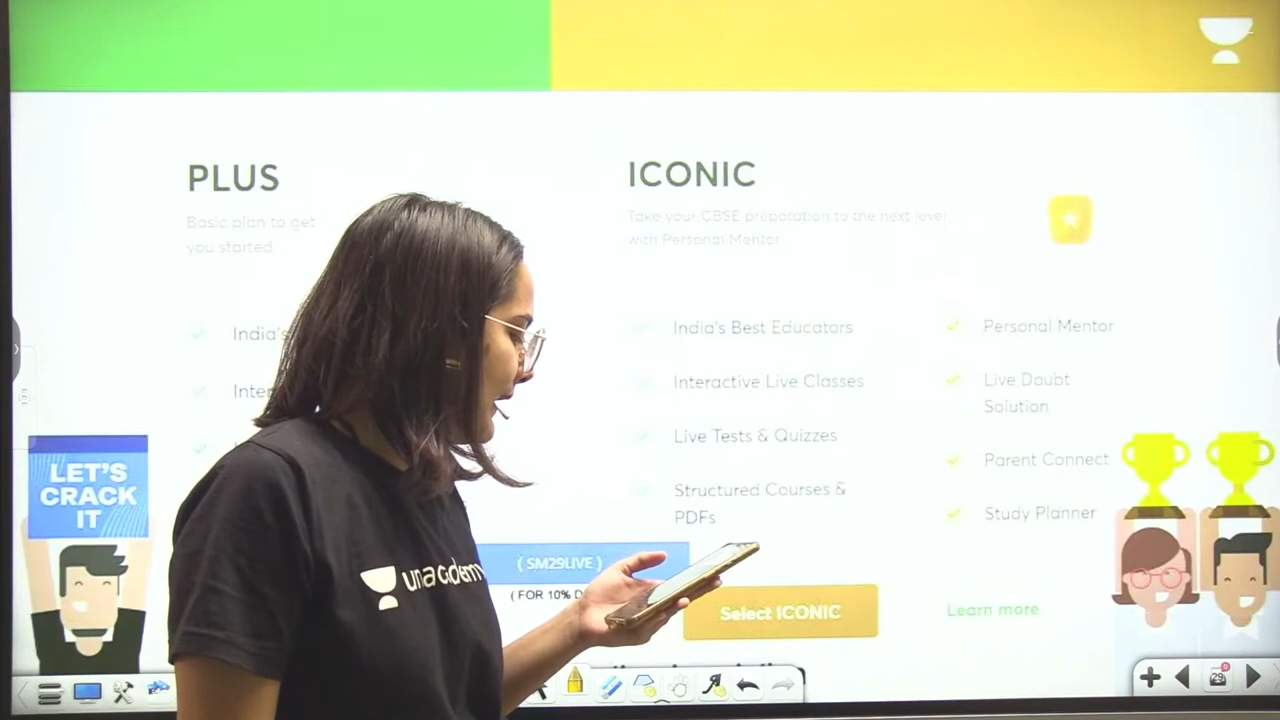 PLUS
Basic plan to get
you started
India's
ICONIC
Take your CBSE preparation to the next level
with Personal Mentor
India's Best Educators
Interactive Live Classes
Live Tests & Quizzes
Structured Courses &
PDFs
Personal Mentor
Live Doubt
Solution
Parent Connect
Study Planner
LET'S
CRACK
IT
unacademy
( SM29LIVE )
( FOR 10%
Select ICONIC
Learn more
29
0